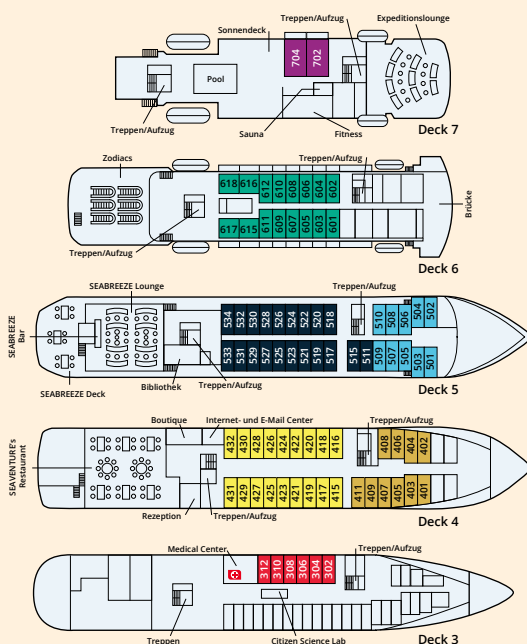 Sonnendeck
Expeditionslounge
Treppen/Aufzug
704 702
Pool
Treppen/Aufzug
Sauna
Fitness
Deck 7
Zodiacs
Treppen/Aufzug
618 616 612 610 608 606 604 602
617 615 611 609 607 605 603 601
Brücke
Treppen/Aufzug
Deck 6
SEABREEZE Lounge
Treppen/Aufzug
534 532 530 528 526 524 522 520 518
510 508 506 504 502
SEABREEZE
Bar
533 531 529 527 525 523 521 519 517
515 511 509 507 505 503 501
Bibliothek
Treppen/Aufzug
SEABREEZE Deck
Deck 5
Boutique
Internet- und E-Mail Center
Treppen/Aufzug
432 430 428 426 424 422 420 418 416
408 406 404 402
SEAVENTURE's
Restaurant
431 429 427 425 423 421 419 417 415
411 409 407 405 403 401
Rezeption
Treppen/Aufzug
Deck 4
Medical Center
Treppen/Aufzug
312 310 308 306 304 302
Treppen
Citizen Science Lab
Deck 3